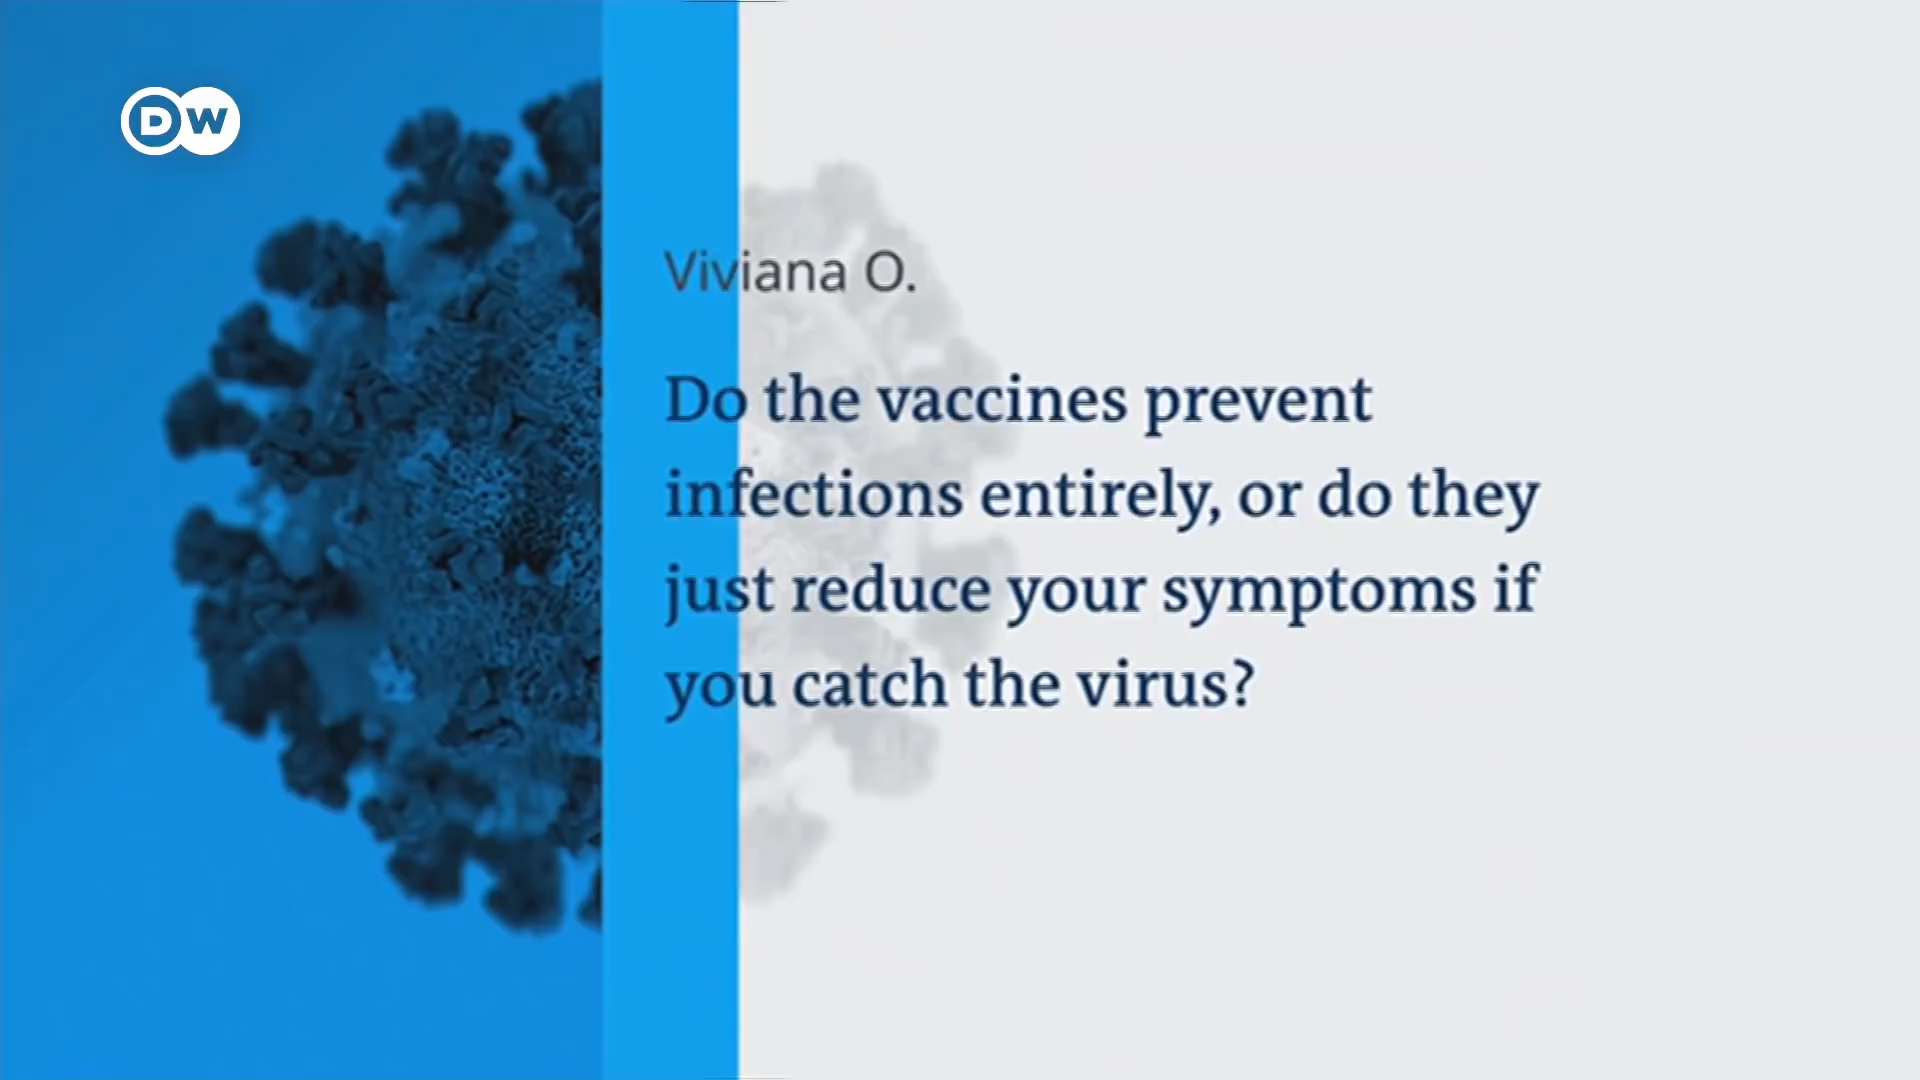 DW
Viviana O.
Do the vaccines prevent
infections entirely, or do they
just reduce your symptoms if
you catch the virus?